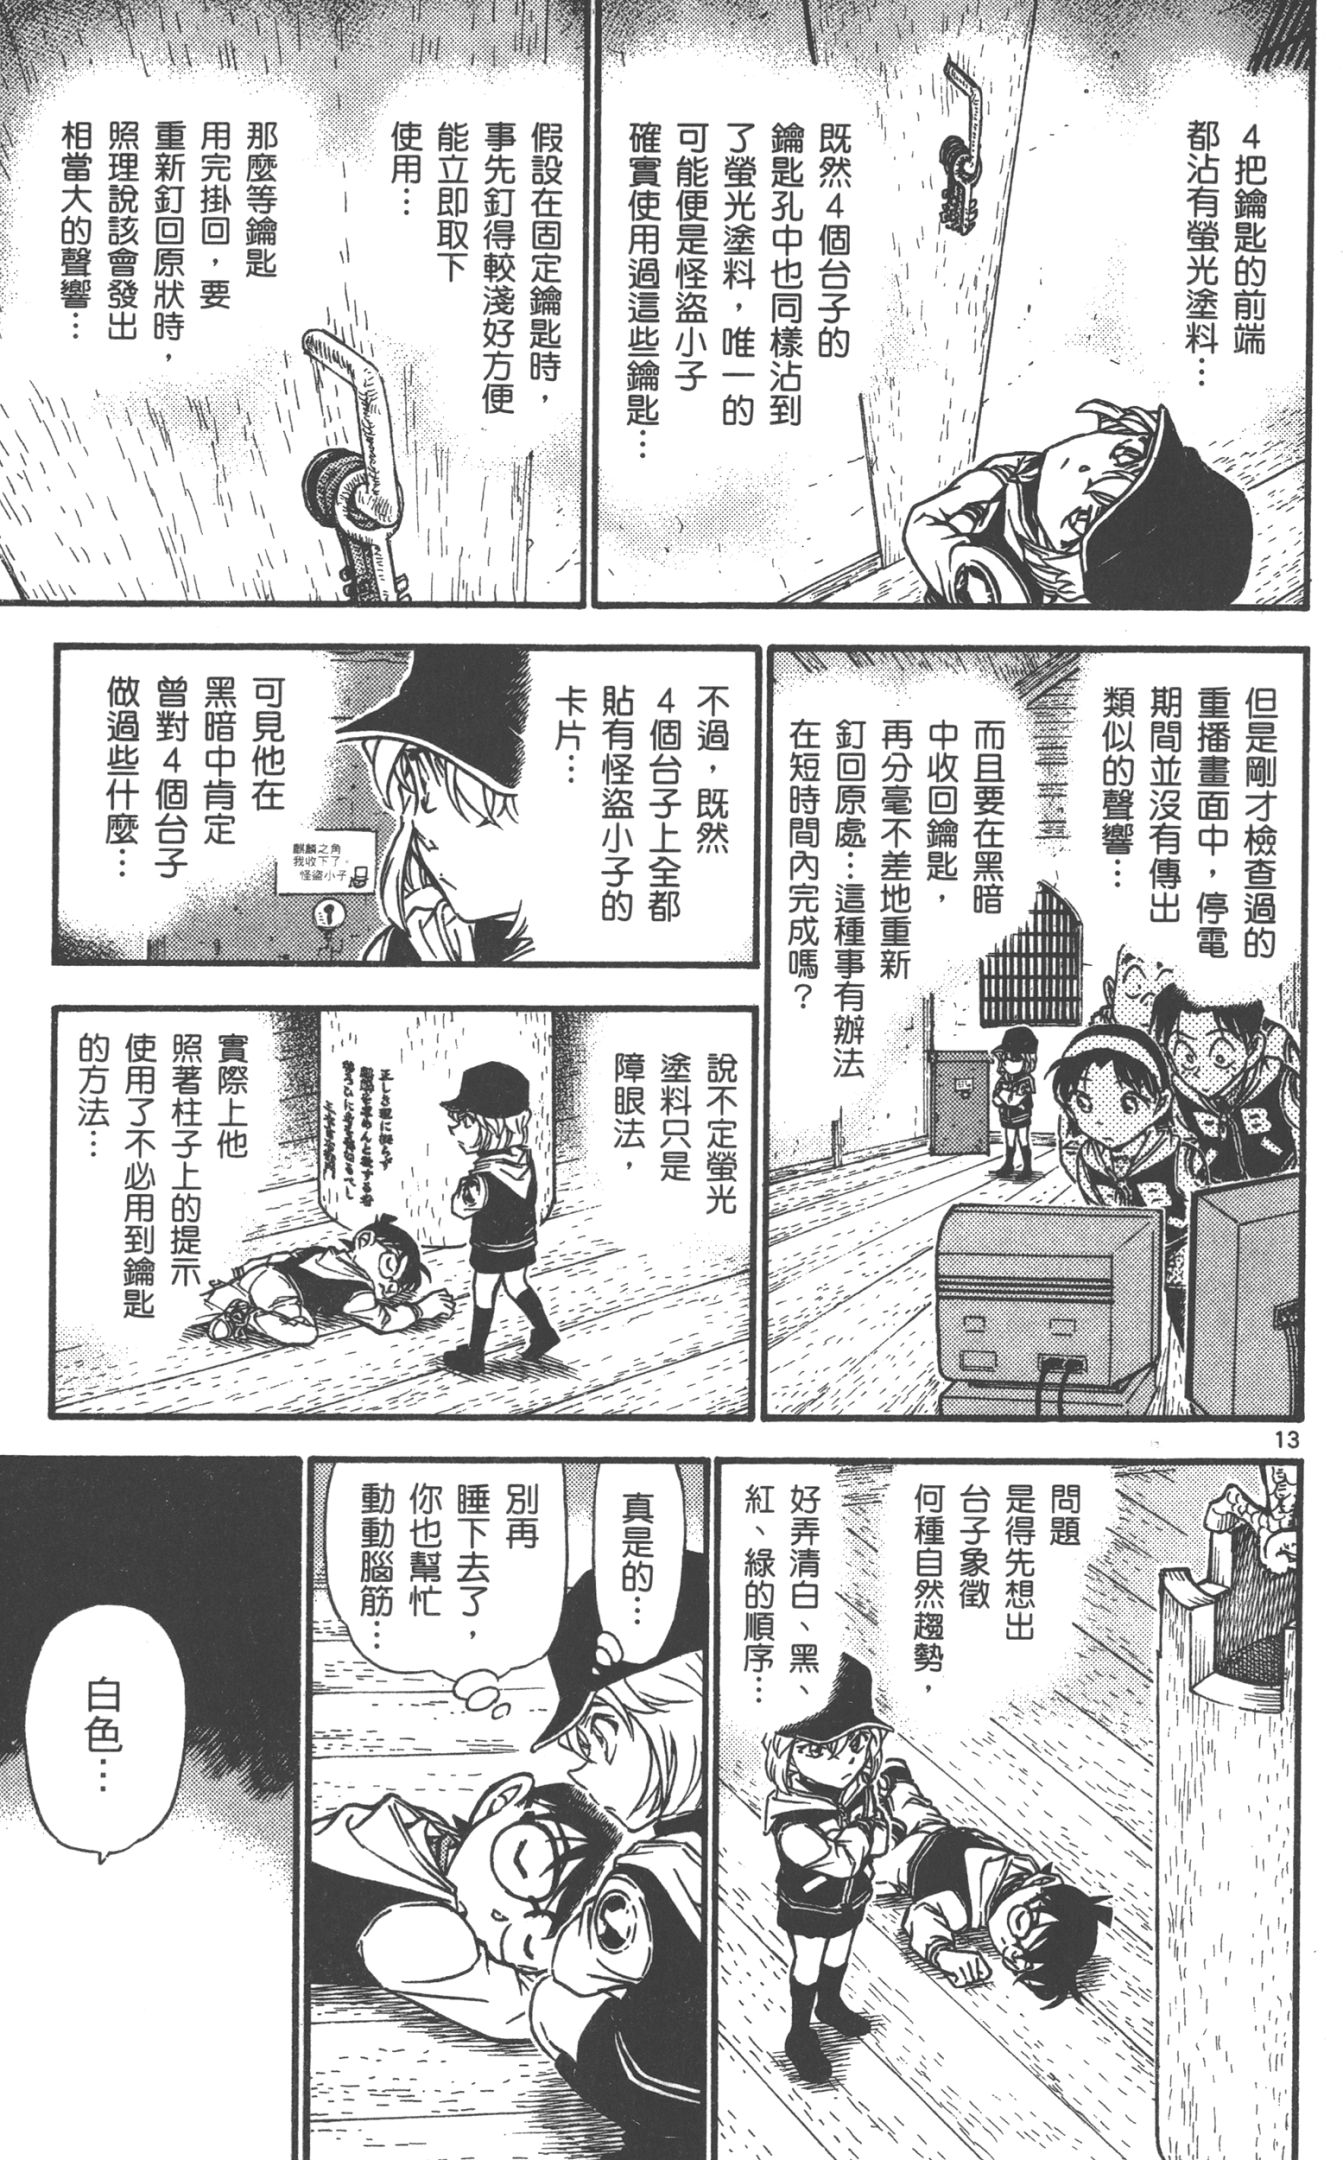 4把鑰匙的前端
都沾有螢光塗料…
既然4個台子的
鑰匙孔中也同樣沾到
了螢光塗料，唯一的
可能便是怪盜小子
確實使用過這些鑰匙…
假設在固定鑰匙時，
事先釘得較淺好方便
能立即取下
使用…
那麼等鑰匙
用完掛回，要
重新釘回原狀時，
照理說該會發出
相當大的聲響…
但是剛才檢查過的
重播畫面中，停電
期間並沒有傳出
類似的聲響…
而且要在黑暗
中收回鑰匙，
再分毫不差地重新
釘回原處…這種事有辦法
在短時間內完成嗎？
不過，既然
4個台子上全都
貼有怪盜小子的
卡片…
麒麟之角
我收下了。
怪盜小子
可見他在
黑暗中肯定
曾對4個台子
做過些什麼…
說不定螢光
塗料只是
障眼法，
實際上他
照著柱子上的提示
使用了不必用到鑰匙
的方法…
13
問題
是得先想出
台子象徵
何種自然趨勢，
好弄清白、黑、
紅、綠的順序…
真是的…
別再
睡下去了，
你也幫忙
動動腦筋…
白色…